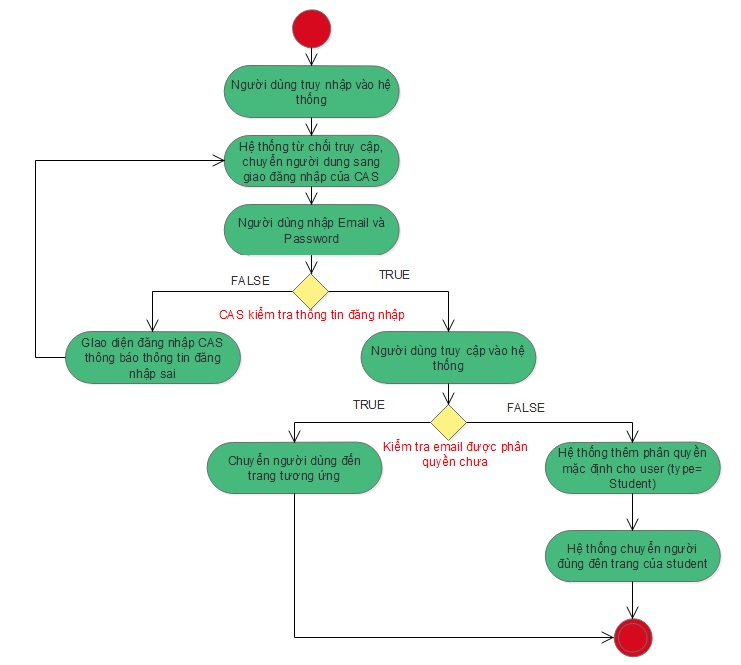 Người dùng truy nhập vào hệ
thống
Hệ thống từ chối truy cập,
chuyển người dung sang
giao đăng nhập của CAS
Người dùng nhập Email và
Password
FALSE
TRUE
CAS kiểm tra thông tin đăng nhập
Giao diện đăng nhập CAS
thông báo thông tin đăng
nhập sai
Người dùng truy cập vào hệ
thống
TRUE
FALSE
Kiểm tra email được phân
quyền chưa
Chuyển người dùng đến
trang tương ứng
Hệ thống thêm phân quyền
mặc định cho user (type=
Student)
Hệ thống chuyển người
đùng đến trang của student